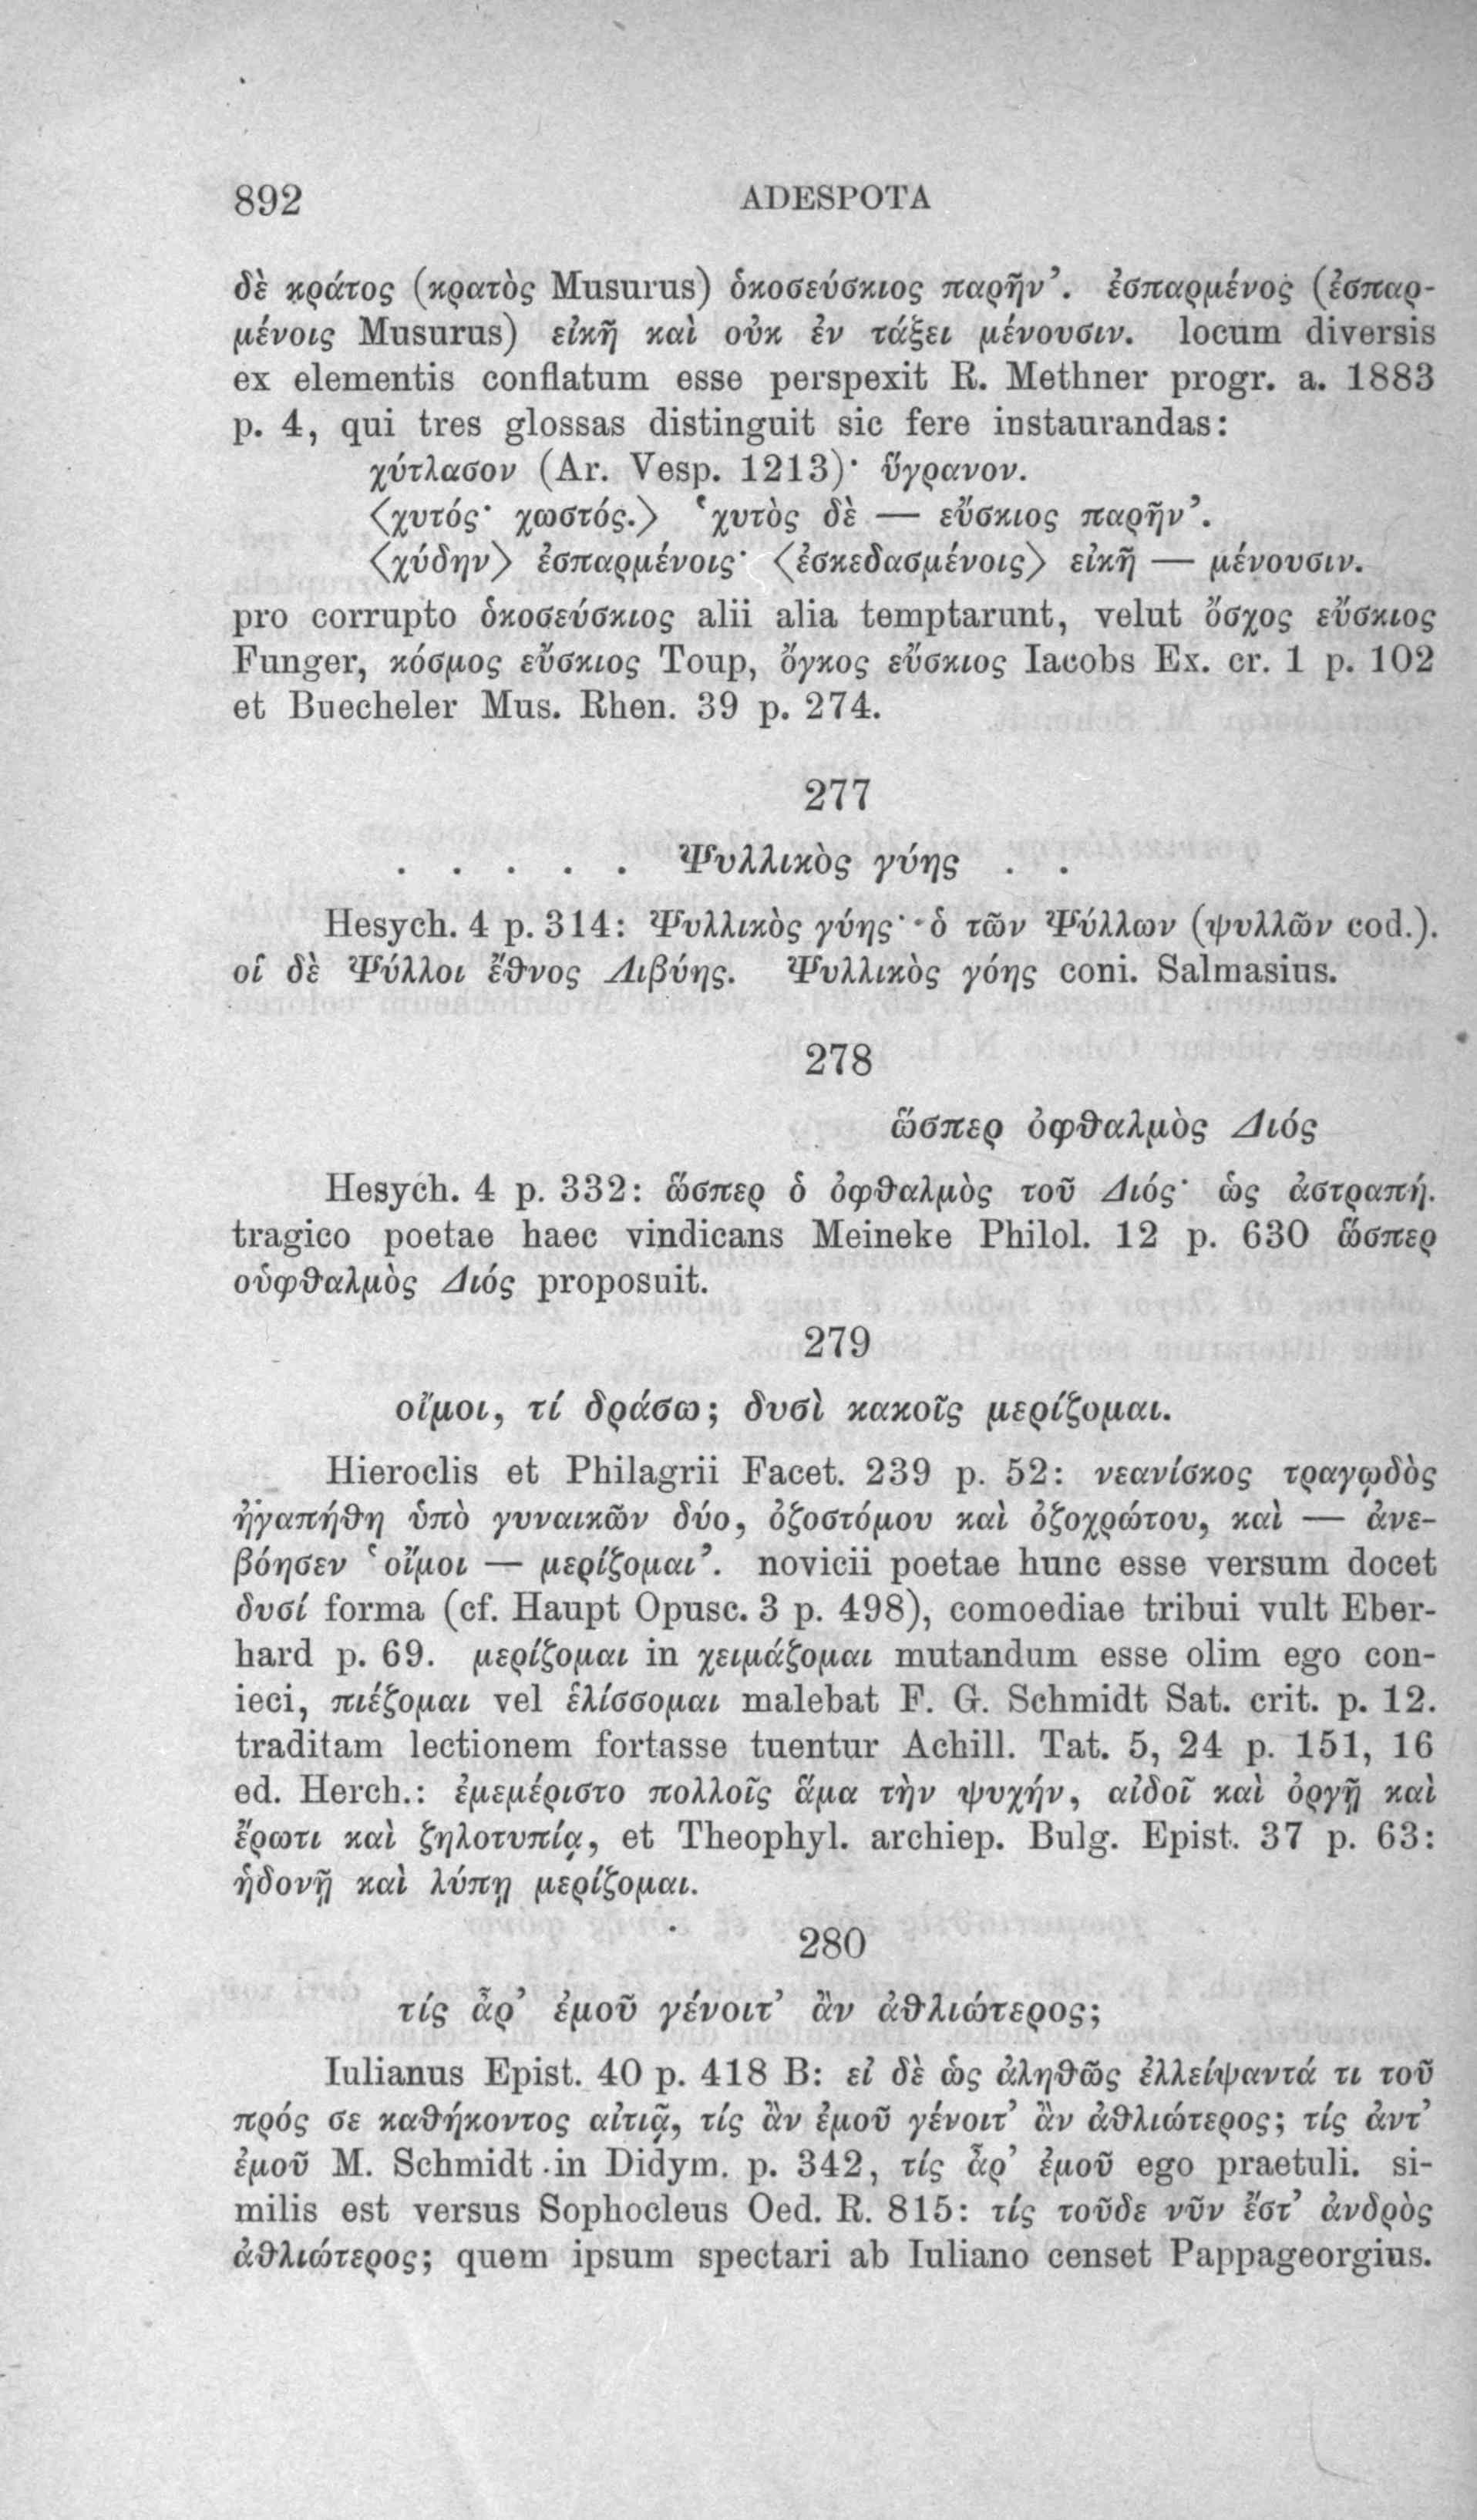 892
ADESPOTA
δὲ κράτος (κρατὸς Musurus) ὁκοσεύσκιος παρῆν’. ἐσπαρμένος (ἐσπαρ-
μένοις Musurus) εἰκῆ καὶ οὐκ ἐν τάξει μένουσιν. locum diversis
ex elementis conflatum esse perspexit R. Methner progr. a. 1883
p. 4, qui tres glossas distinguit sic fere instaurandas:
χύτλασον (Ar. Vesp. 1213)· ὕγρανον.
⟨χυτός· χωστός.⟩ ‘χυτὸς δὲ — εὔσκιος παρῆν’.
⟨χύδην⟩ ἐσπαρμένοις· ⟨ἐσκεδασμένοις⟩ εἰκῆ — μένουσιν.
pro corrupto ὁκοσεύσκιος alii alia temptarunt, velut ὄσχος εὔσκιος
Funger, κόσμος εὔσκιος Toup, ὄγκος εὔσκιος Iacobs Ex. cr. 1 p. 102
et Buecheler Mus. Rhen. 39 p. 274.
277
. . . . . Ψυλλικὸς γύης . .
Hesych. 4 p. 314: Ψυλλικὸς γύης· ὁ τῶν Ψύλλων (ψυλλῶν cod.).
οἱ δὲ Ψύλλοι ἔθνος Λιβύης. Ψυλλικὸς γόης coni. Salmasius.
278
ὥσπερ ὀφθαλμὸς Διός
Hesych. 4 p. 332: ὥσπερ ὁ ὀφθαλμὸς τοῦ Διός· ὡς ἀστραπή.
tragico poetae haec vindicans Meineke Philol. 12 p. 630 ὥσπερ
οὑφθαλμὸς Διός proposuit.
279
οἴμοι, τί δράσω; δυσὶ κακοῖς μερίζομαι.
Hieroclis et Philagrii Facet. 239 p. 52: νεανίσκος τραγῳδὸς
ἠγαπήθη ὑπὸ γυναικῶν δύο, ὀζοστόμου καὶ ὀζοχρώτου, καὶ — ἀνε-
βόησεν ‘οἴμοι — μερίζομαι’. novicii poetae hunc esse versum docet
δυσί forma (cf. Haupt Opusc. 3 p. 498), comoediae tribui vult Eber-
hard p. 69. μερίζομαι in χειμάζομαι mutandum esse olim ego con-
ieci, πιέζομαι vel ἑλίσσομαι malebat F. G. Schmidt Sat. crit. p. 12.
traditam lectionem fortasse tuentur Achill. Tat. 5, 24 p. 151, 16
ed. Herch.: ἐμεμέριστο πολλοῖς ἅμα τὴν ψυχήν, αἰδοῖ καὶ ὀργῇ καὶ
ἔρωτι καὶ ζηλοτυπίᾳ, et Theophyl. archiep. Bulg. Epist. 37 p. 63:
ἡδονῇ καὶ λύπῃ μερίζομαι.
280
τίς ἆρ’ ἐμοῦ γένοιτ’ ἂν ἀθλιώτερος;
Iulianus Epist. 40 p. 418 B: εἰ δὲ ὡς ἀληθῶς ἐλλείψαντά τι τοῦ
πρός σε καθήκοντος αἰτιᾷ, τίς ἂν ἐμοῦ γένοιτ’ ἂν ἀθλιώτερος; τίς ἀντ’
ἐμοῦ M. Schmidt in Didym. p. 342, τίς ἆρ’ ἐμοῦ ego praetuli. si-
milis est versus Sophocleus Oed. R. 815: τίς τοῦδε νῦν ἔστ’ ἀνδρὸς
ἀθλιώτερος; quem ipsum spectari ab Iuliano censet Pappageorgius.